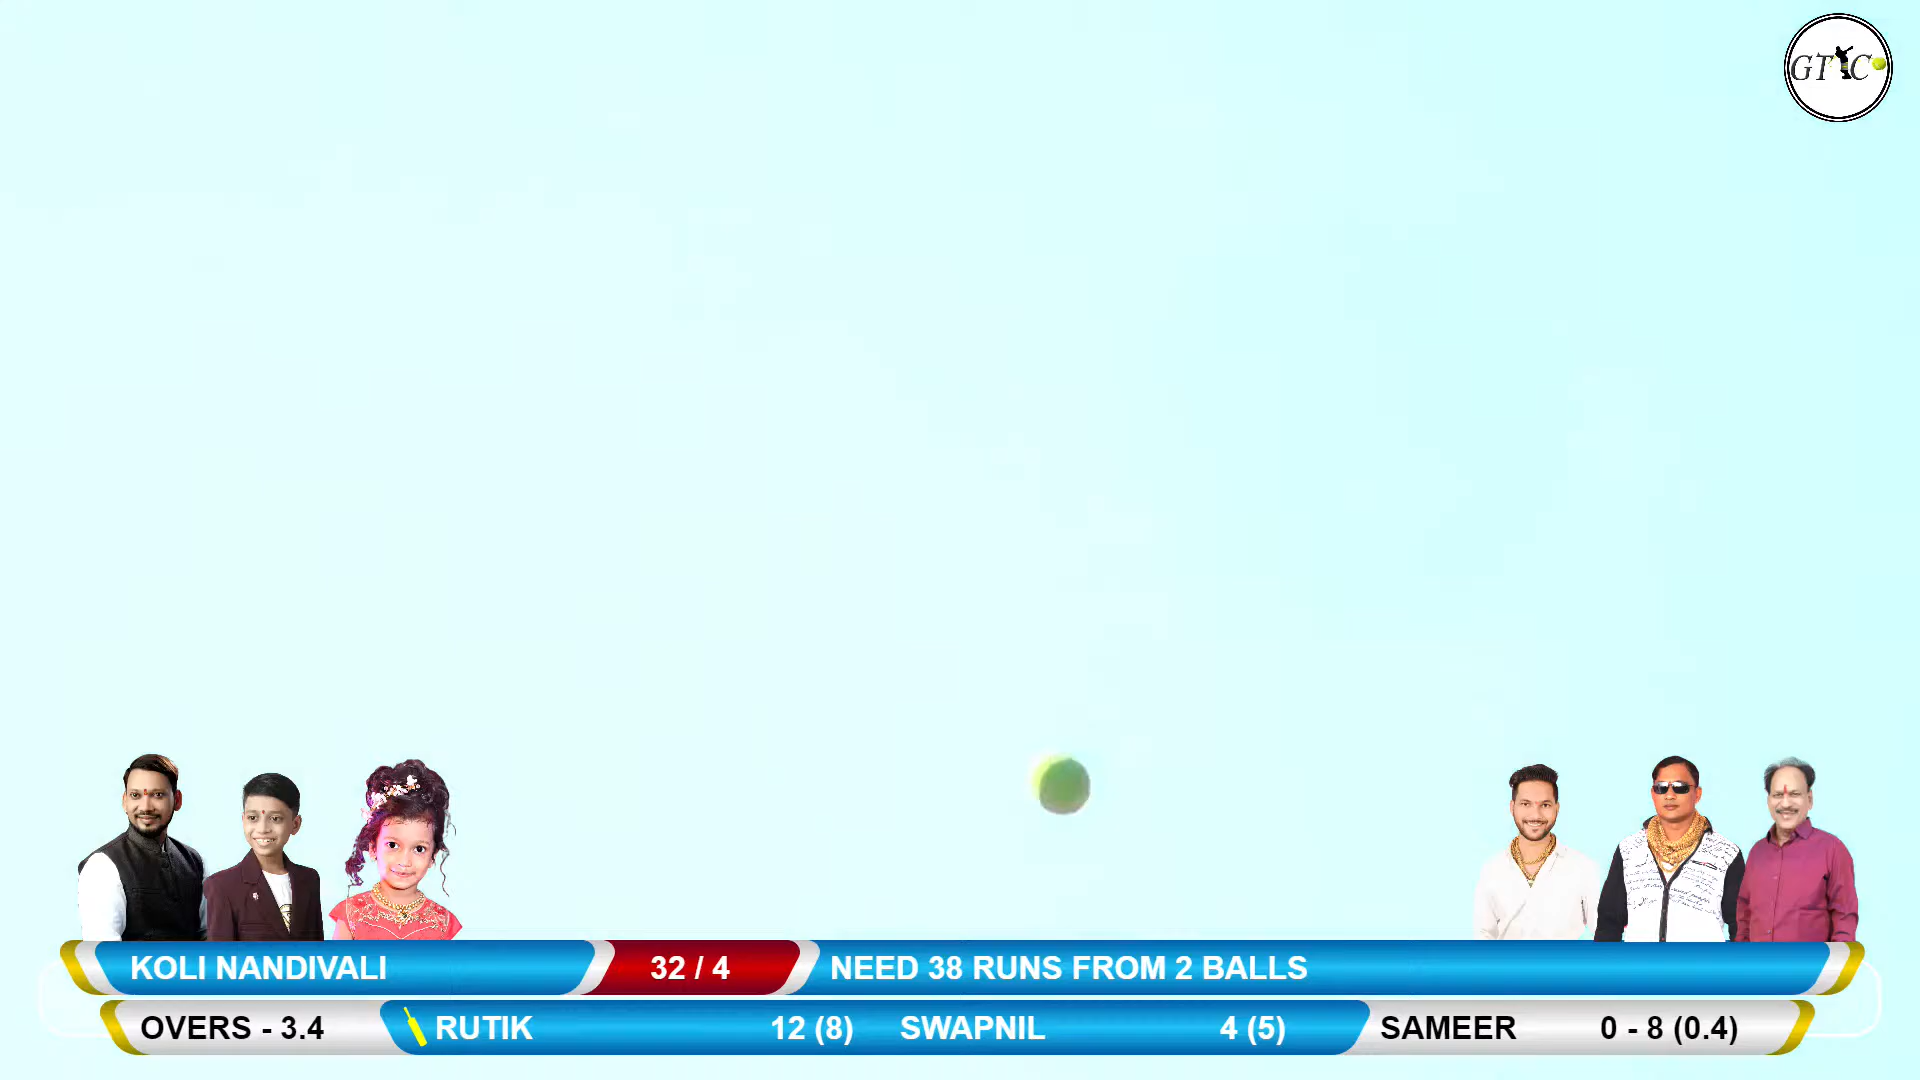 GTC
KOLI NANDIVALI 32 / 4 NEED 38 RUNS FROM 2 BALLS
OVERS - 3.4 RUTIK 12 (8) SWAPNIL 4 (5) SAMEER 0 - 8 (0.4)